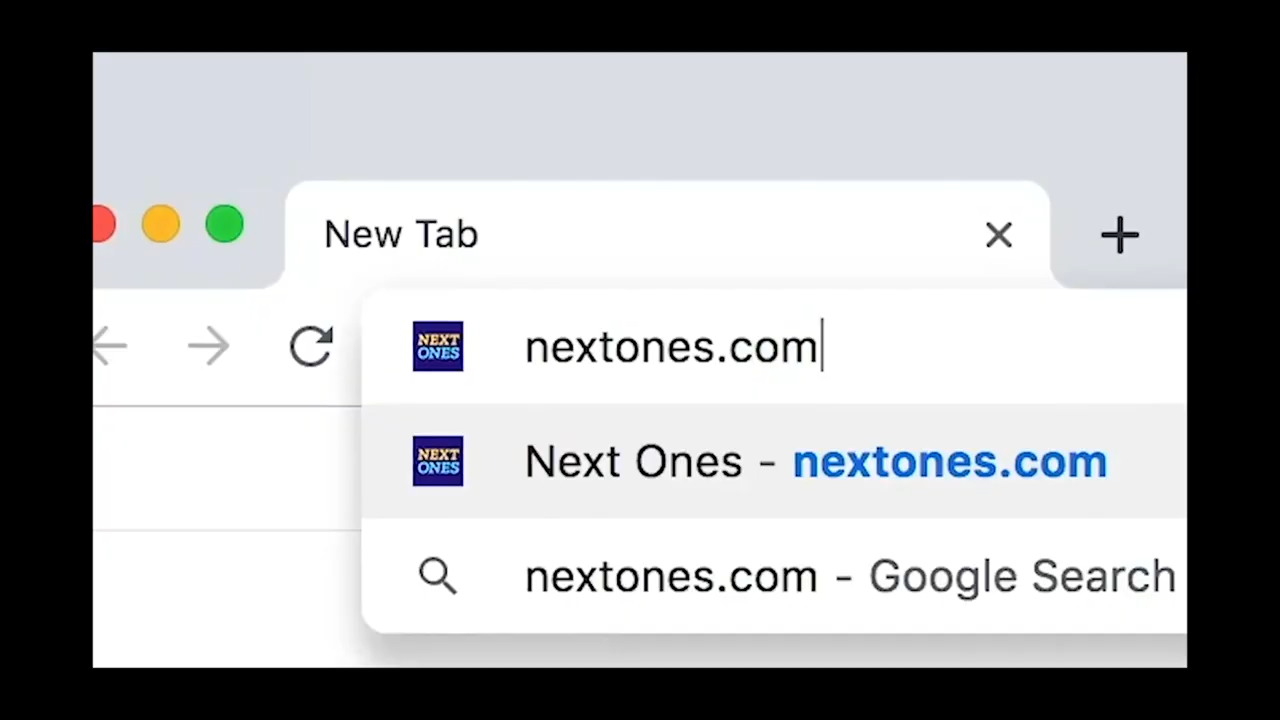 New Tab
NEXT
ONES
nextones.com
NEXT
ONES
Next Ones - nextones.com
nextones.com - Google Search